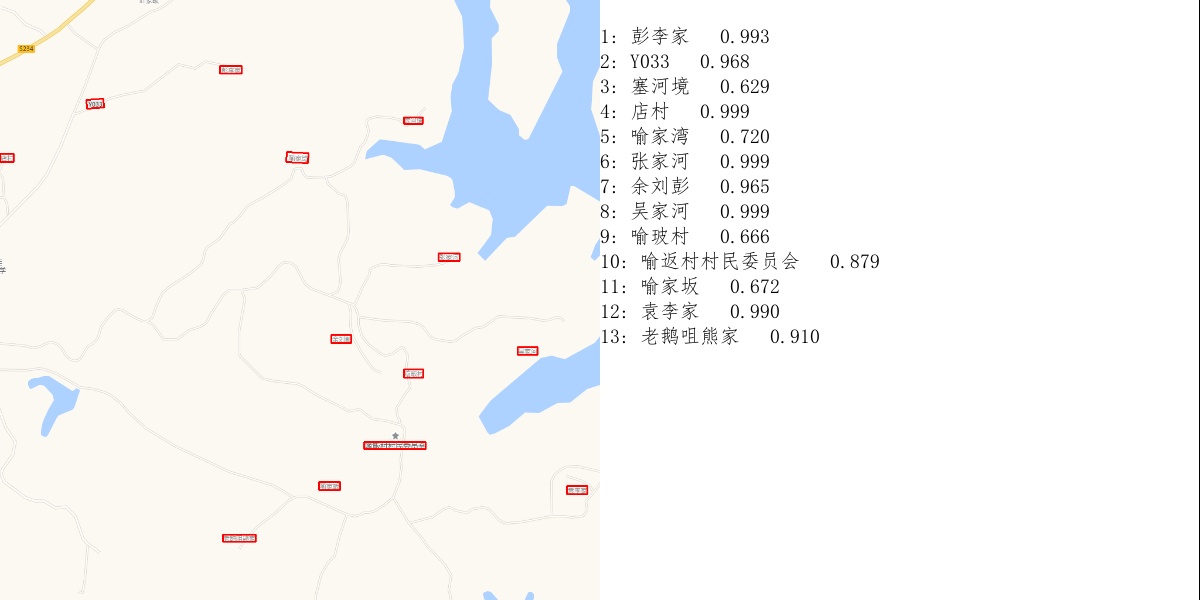 S234
Y033
1: 彭李家 0.993
2: Y033 0.968
3: 塞河境 0.629
4: 店村 0.999
5: 喻家湾 0.720
6: 张家河 0.999
7: 余刘彭 0.965
8: 吴家河 0.999
9: 喻玻村 0.666
10: 喻返村村民委员会 0.879
11: 喻家坂 0.672
12: 袁李家 0.990
13: 老鹅咀熊家 0.910